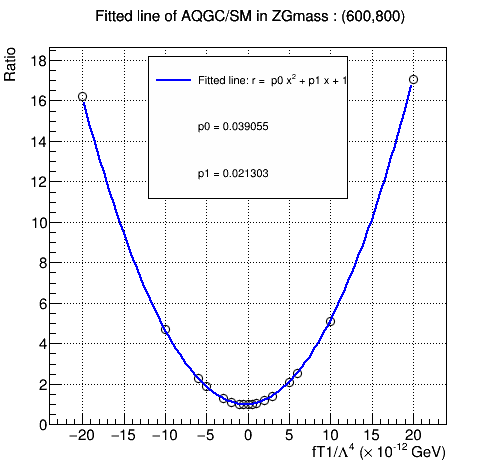 Fitted line of AQGC/SM in ZGmass : (600,800)
Ratio
Fitted line: r = p0 x² + p1 x + 1
p0 = 0.039055
p1 = 0.021303
18
16
14
12
10
8
6
4
2
0
−20 −15 −10 −5 0 5 10 15 20
fT1/Λ⁴ (× 10⁻¹² GeV)